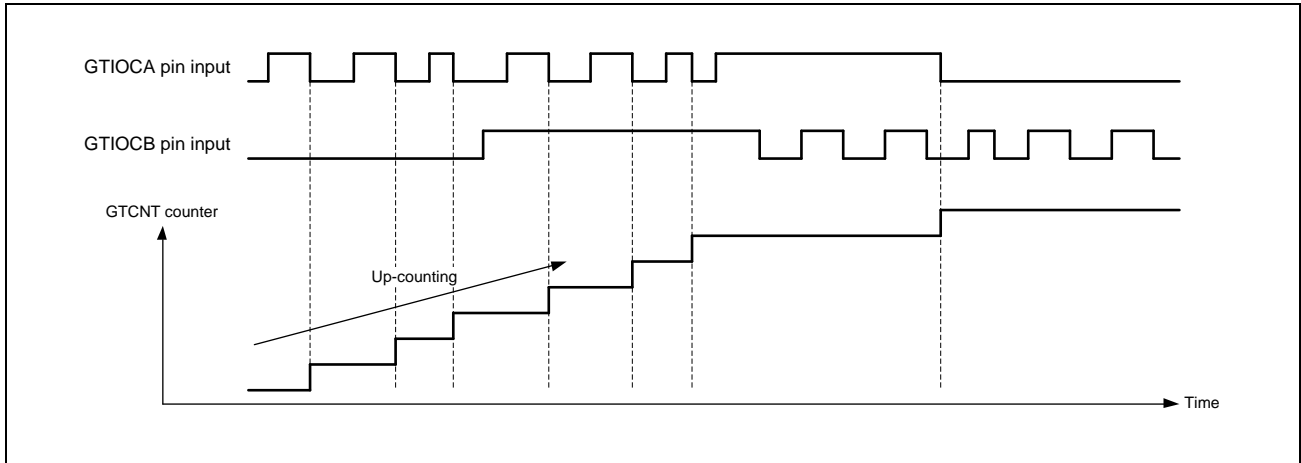 GTIOCA pin input
GTIOCB pin input
GTCNT counter
Up-counting
Time